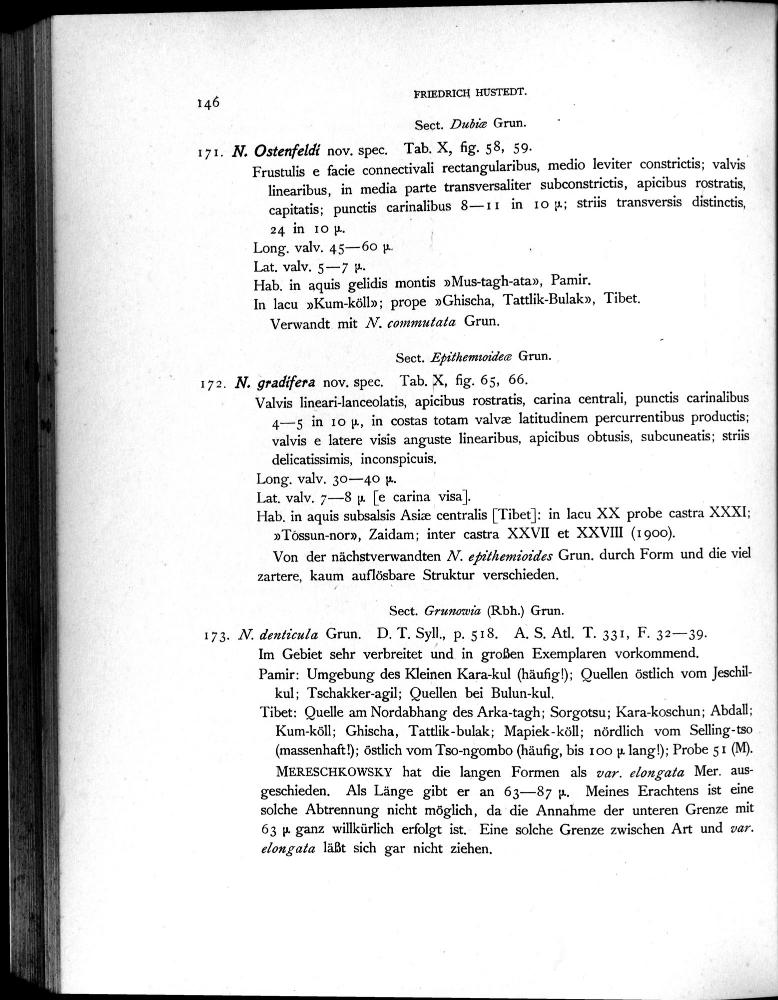 146
FRIEDRICH HUSTEDT.
Sect. Dubiæ Grun.
171. N. Ostenfeldi nov. spec. Tab. X, fig. 58, 59.
Frustulis e facie connectivali rectangularibus, medio leviter constrictis; valvis
linearibus, in media parte transversaliter subconstrictis, apicibus rostratis,
capitatis; punctis carinalibus 8—11 in 10 µ; striis transversis distinctis,
24 in 10 µ.
Long. valv. 45—60 µ.
Lat. valv. 5—7 µ.
Hab. in aquis gelidis montis »Mus-tagh-ata», Pamir.
In lacu »Kum-köll»; prope »Ghischa, Tattlik-Bulak», Tibet.
Verwandt mit N. commutata Grun.
Sect. Epithemioideæ Grun.
172. N. gradifera nov. spec. Tab. X, fig. 65, 66.
Valvis lineari-lanceolatis, apicibus rostratis, carina centrali, punctis carinalibus
4—5 in 10 µ, in costas totam valvæ latitudinem percurrentibus productis;
valvis e latere visis anguste linearibus, apicibus obtusis, subcuneatis; striis
delicatissimis, inconspicuis.
Long. valv. 30—40 µ.
Lat. valv. 7—8 µ [e carina visa].
Hab. in aquis subsalsis Asiæ centralis [Tibet]: in lacu XX probe castra XXXI;
»Tossun-nor», Zaidam; inter castra XXVII et XXVIII (1900).
Von der nächstverwandten N. epithemioides Grun. durch Form und die viel
zartere, kaum auflösbare Struktur verschieden.
Sect. Grunowia (Rbh.) Grun.
173. N. denticula Grun. D. T. Syll., p. 518. A. S. Atl. T. 331, F. 32—39.
Im Gebiet sehr verbreitet und in großen Exemplaren vorkommend.
Pamir: Umgebung des Kleinen Kara-kul (häufig!); Quellen östlich vom Jeschil-
kul; Tschakker-agil; Quellen bei Bulun-kul.
Tibet: Quelle am Nordabhang des Arka-tagh; Sorgotsu; Kara-koschun; Abdall;
Kum-köll; Ghischa, Tattlik-bulak; Mapiek-köll; nördlich vom Selling-tso
(massenhaft!); östlich vom Tso-ngombo (häufig, bis 100 µ lang!); Probe 51 (M).
MERESCHKOWSKY hat die langen Formen als var. elongata Mer. aus-
geschieden. Als Länge gibt er an 63—87 µ. Meines Erachtens ist eine
solche Abtrennung nicht möglich, da die Annahme der unteren Grenze mit
63 µ ganz willkürlich erfolgt ist. Eine solche Grenze zwischen Art und var.
elongata läßt sich gar nicht ziehen.